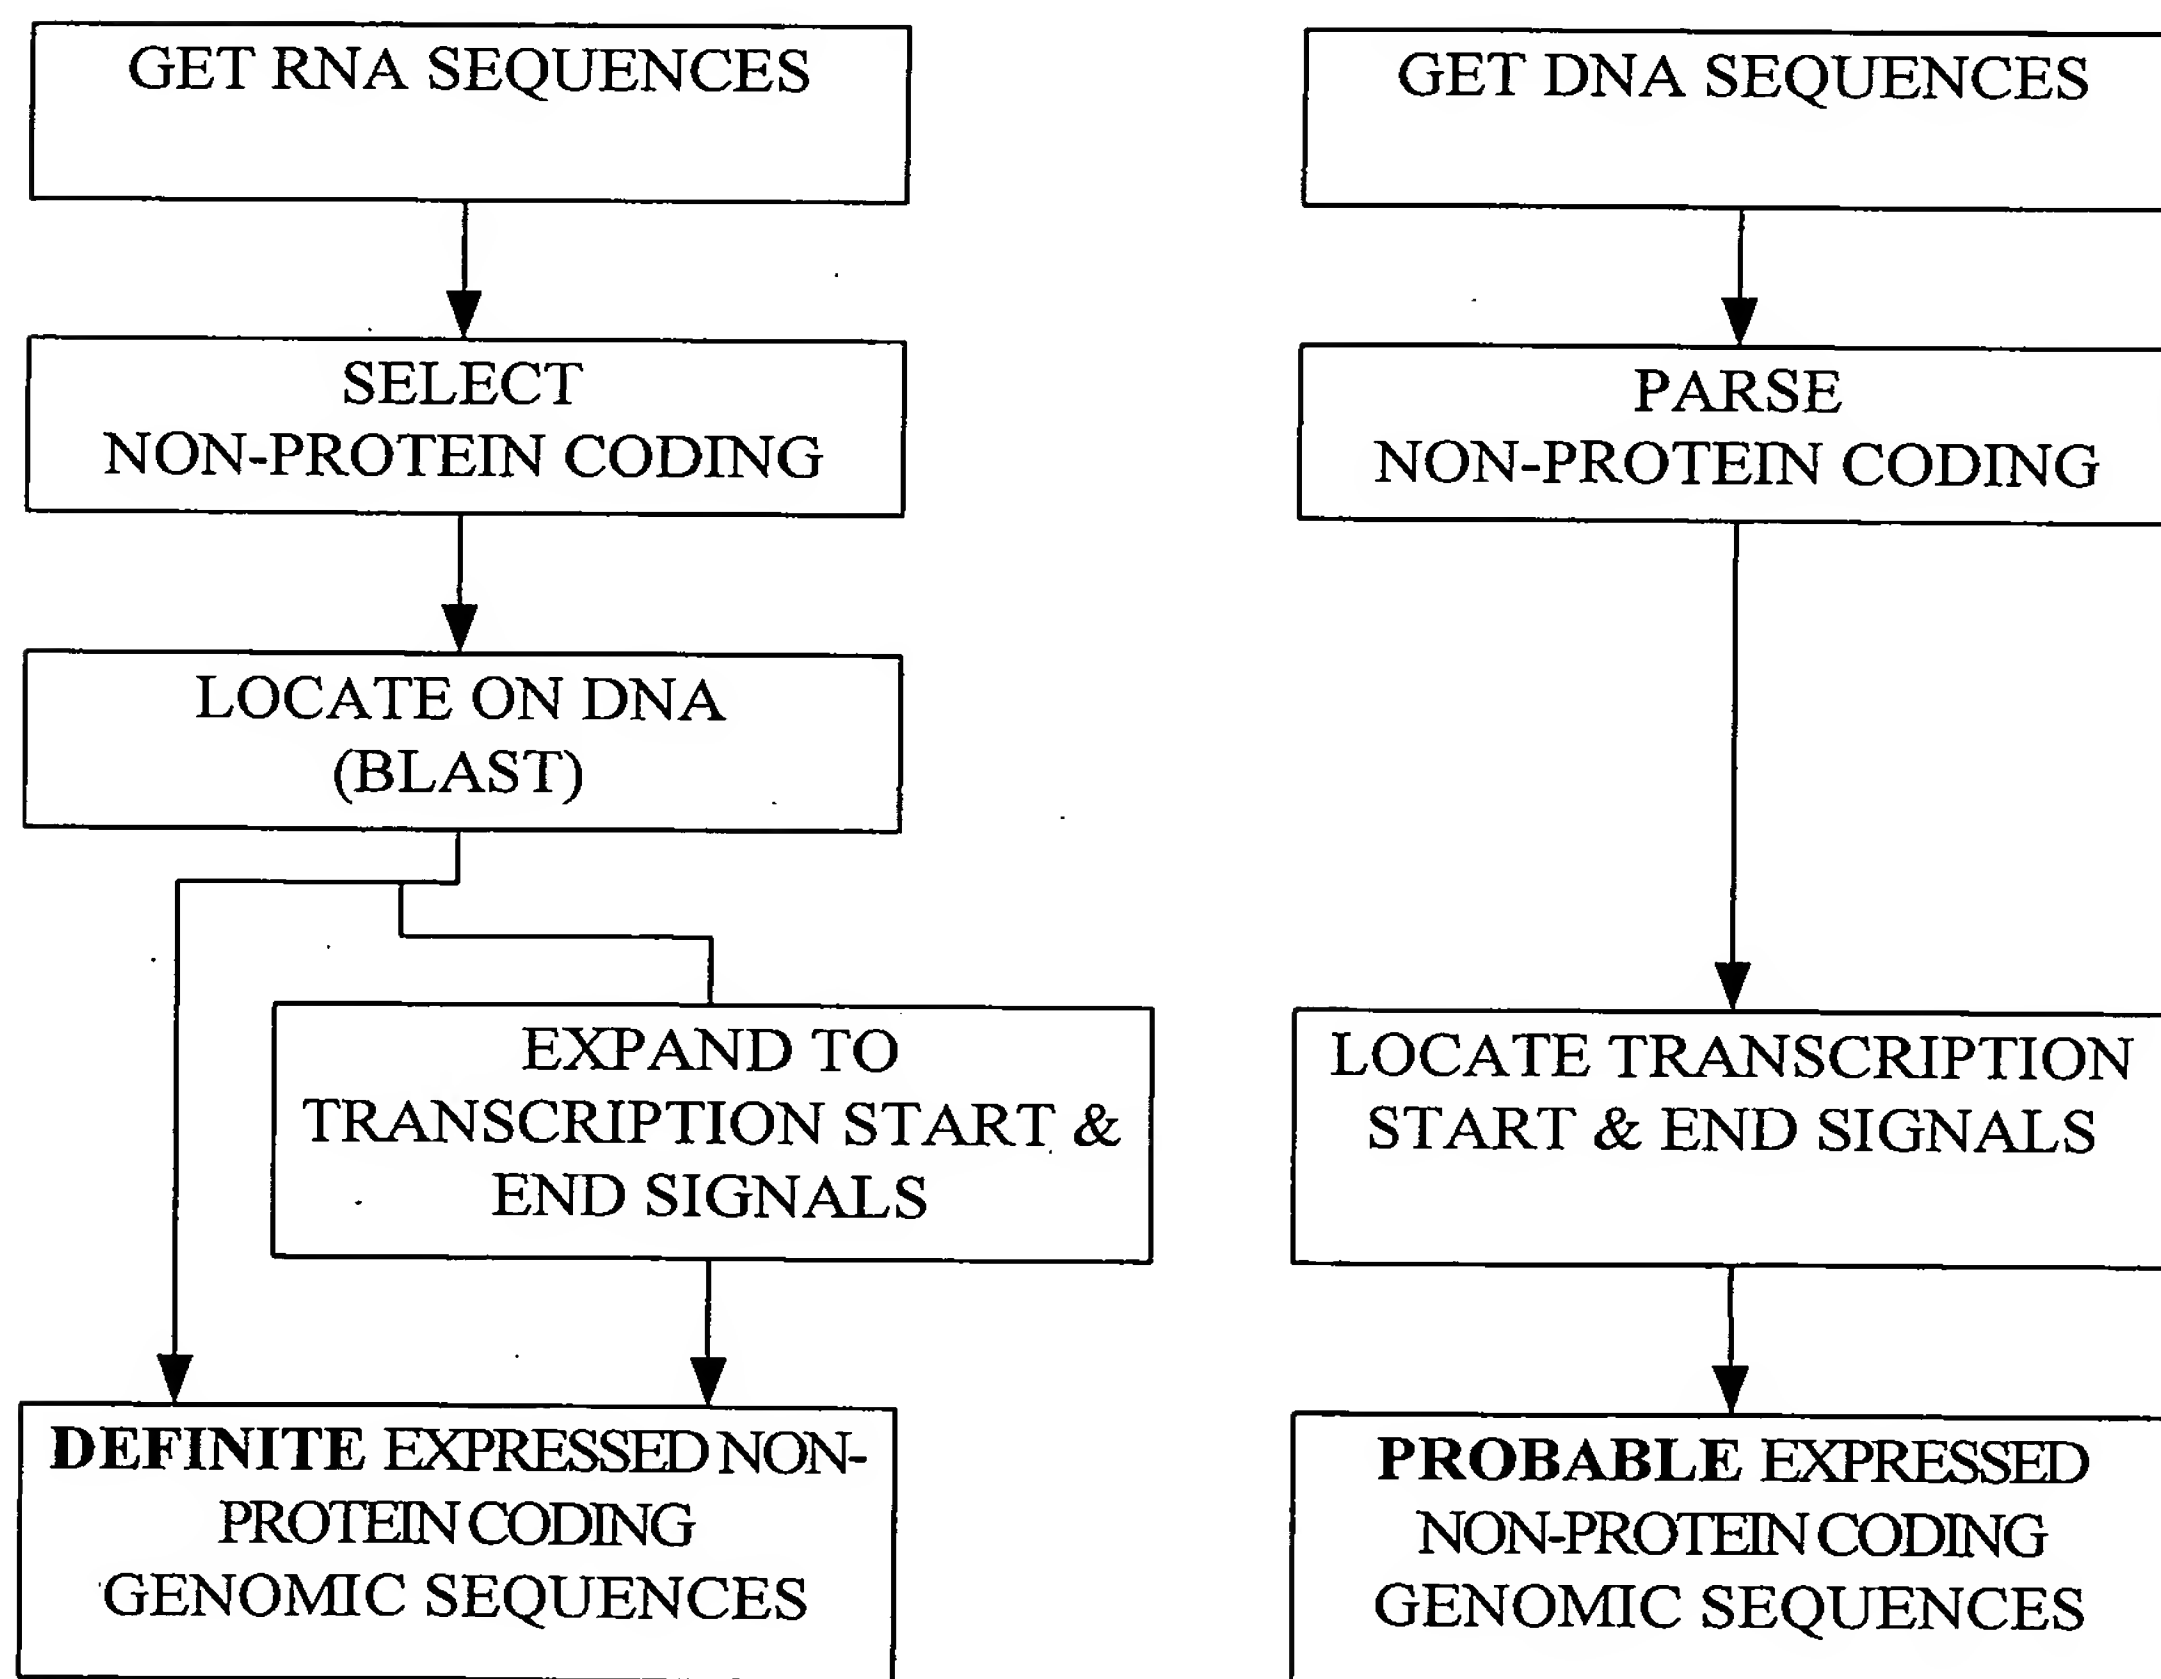 GET RNA SEQUENCES
SELECT
NON-PROTEIN CODING
LOCATE ON DNA
(BLAST)
EXPAND TO
TRANSCRIPTION START &
END SIGNALS
DEFINITE EXPRESSED NON-
PROTEIN CODING
GENOMIC SEQUENCES
GET DNA SEQUENCES
PARSE
NON-PROTEIN CODING
LOCATE TRANSCRIPTION
START & END SIGNALS
PROBABLE EXPRESSED
NON-PROTEIN CODING
GENOMIC SEQUENCES